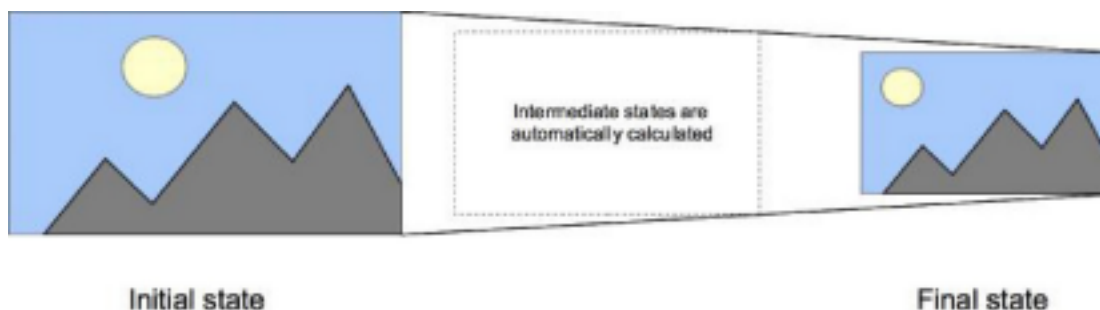 Intermediate states are
automatically calculated
Initial state
Final state